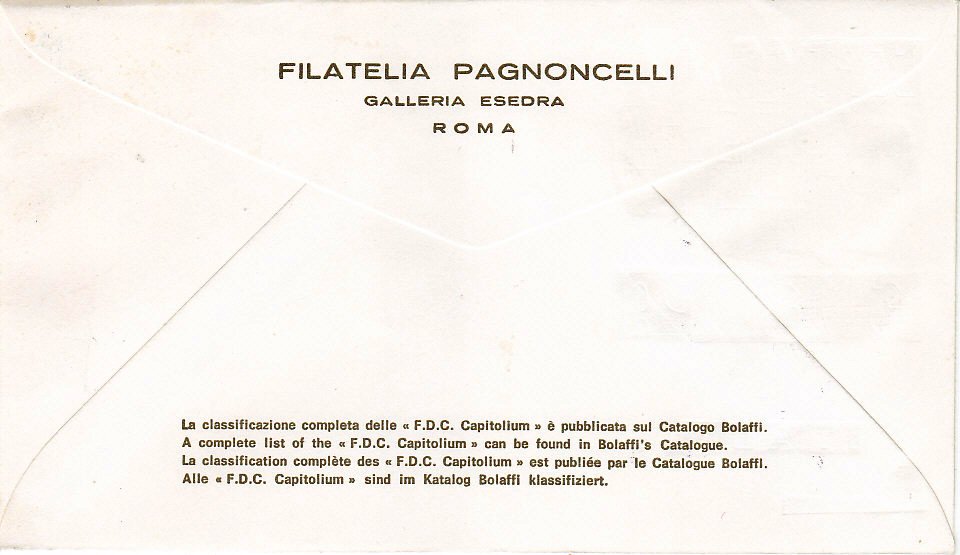 FILATELIA PAGNONCELLI
GALLERIA ESEDRA
ROMA
La classificazione completa delle « F.D.C. Capitolium » è pubblicata sul Catalogo Bolaffi.
A complete list of the « F.D.C. Capitolium » can be found in Bolaffi's Catalogue.
La classification complète des « F.D.C. Capitolium » est publiée par le Catalogue Bolaffi.
Alle « F.D.C. Capitolium » sind im Katalog Bolaffi klassifiziert.